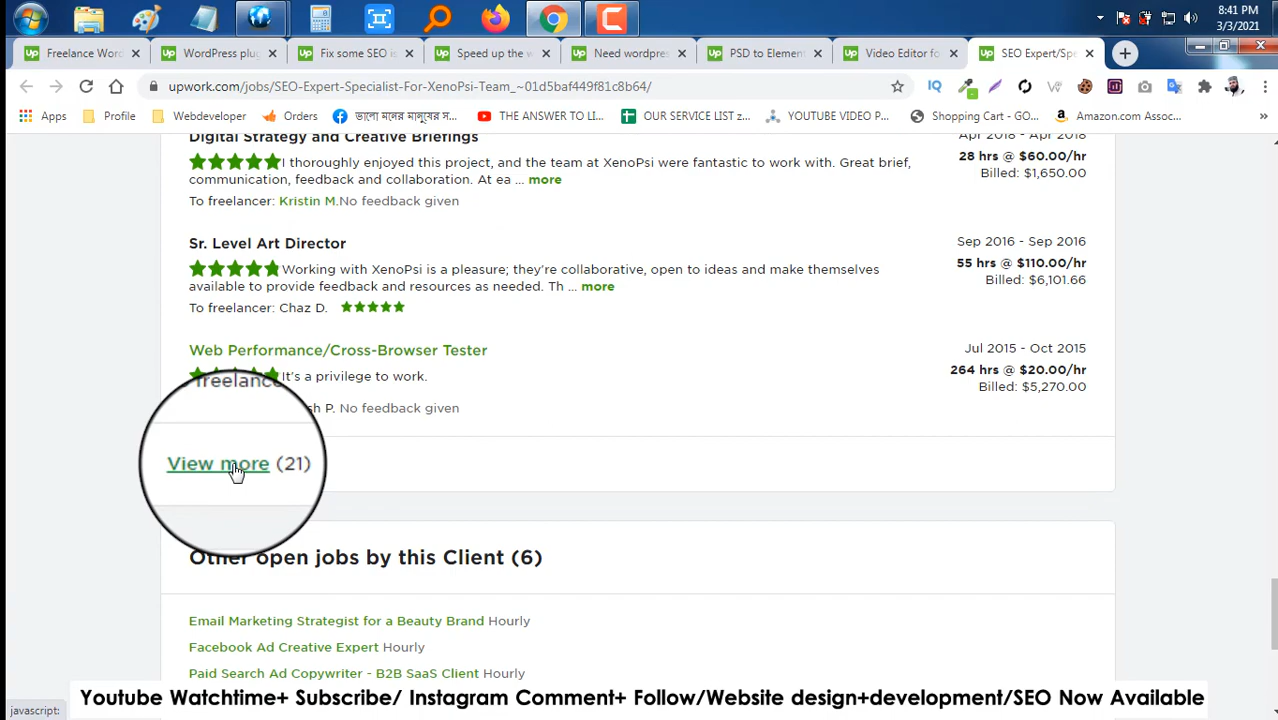 8:41 PM
3/3/2021
Freelance Wor
WordPress plu
Fix some SEO is
Speed up the w
Need wordpres
PSD to Elemen
Video Editor fo
SEO Expert/Spe
upwork.com/jobs/SEO-Expert-Specialist-For-XenoPsi-Team_~01d5baf449f81c8b64/
Apps
Profile
Webdeveloper
Orders
ভালো মনের মানুষের স...
THE ANSWER TO LI...
OUR SERVICE LIST z...
YOUTUBE VIDEO P...
Shopping Cart - GO...
Amazon.com Assoc...
Digital Strategy and Creative Briefings
Apr 2018 - Apr 2018
I thoroughly enjoyed this project, and the team at XenoPsi were fantastic to work with. Great brief,
28 hrs @ $60.00/hr
communication, feedback and collaboration. At ea ... more
Billed: $1,650.00
To freelancer: Kristin M.No feedback given
Sr. Level Art Director
Sep 2016 - Sep 2016
Working with XenoPsi is a pleasure; they're collaborative, open to ideas and make themselves
55 hrs @ $110.00/hr
available to provide feedback and resources as needed. Th ... more
Billed: $6,101.66
To freelancer: Chaz D.
Web Performance/Cross-Browser Tester
Jul 2015 - Oct 2015
It's a privilege to work.
264 hrs @ $20.00/hr
Billed: $5,270.00
freelance
sh P. No feedback given
View more (21)
Other open jobs by this Client (6)
Email Marketing Strategist for a Beauty Brand Hourly
Facebook Ad Creative Expert Hourly
Paid Search Ad Copywriter - B2B SaaS Client Hourly
Youtube Watchtime+ Subscribe/ Instagram Comment+ Follow/Website design+development/SEO Now Available
javascript: